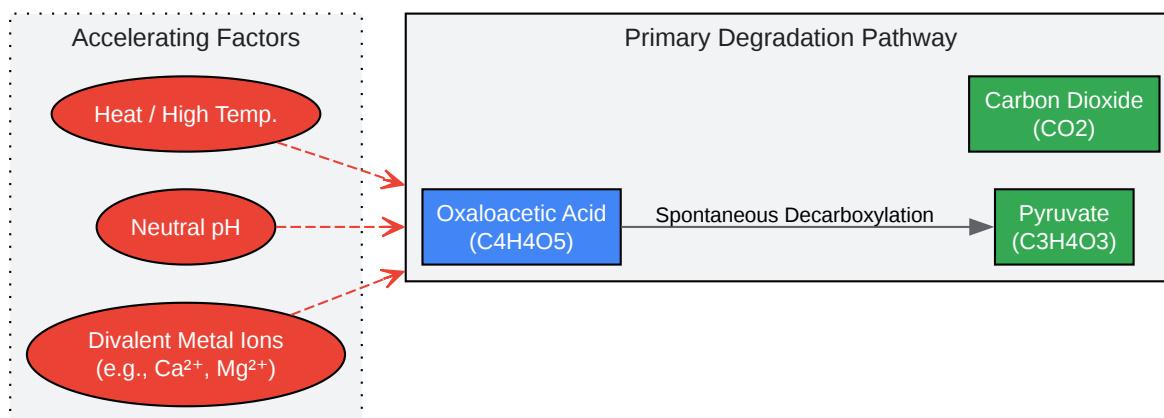 Accelerating Factors
Heat / High Temp.
Neutral pH
Divalent Metal Ions
(e.g., Ca²⁺, Mg²⁺)
Primary Degradation Pathway
Carbon Dioxide
(CO2)
Oxaloacetic Acid
(C4H4O5)
Spontaneous Decarboxylation
Pyruvate
(C3H4O3)